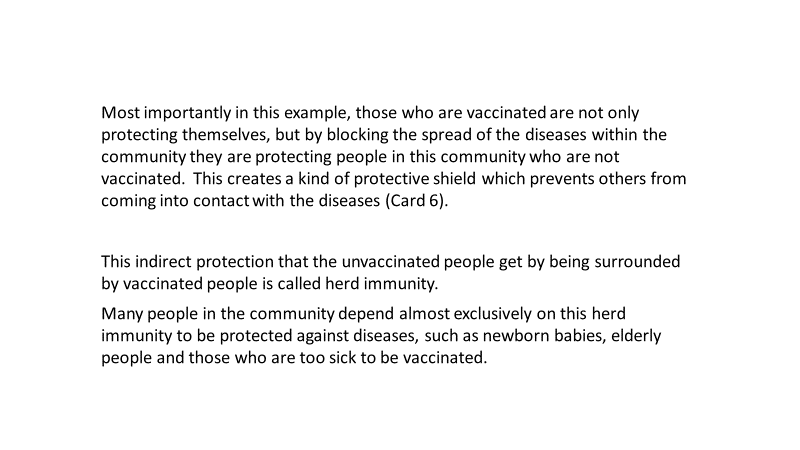 Most importantly in this example, those who are vaccinated are not only
protecting themselves, but by blocking the spread of the diseases within the
community they are protecting people in this community who are not
vaccinated.  This creates a kind of protective shield which prevents others from
coming into contact with the diseases (Card 6).
This indirect protection that the unvaccinated people get by being surrounded
by vaccinated people is called herd immunity.
Many people in the community depend almost exclusively on this herd
immunity to be protected against diseases, such as newborn babies, elderly
people and those who are too sick to be vaccinated.